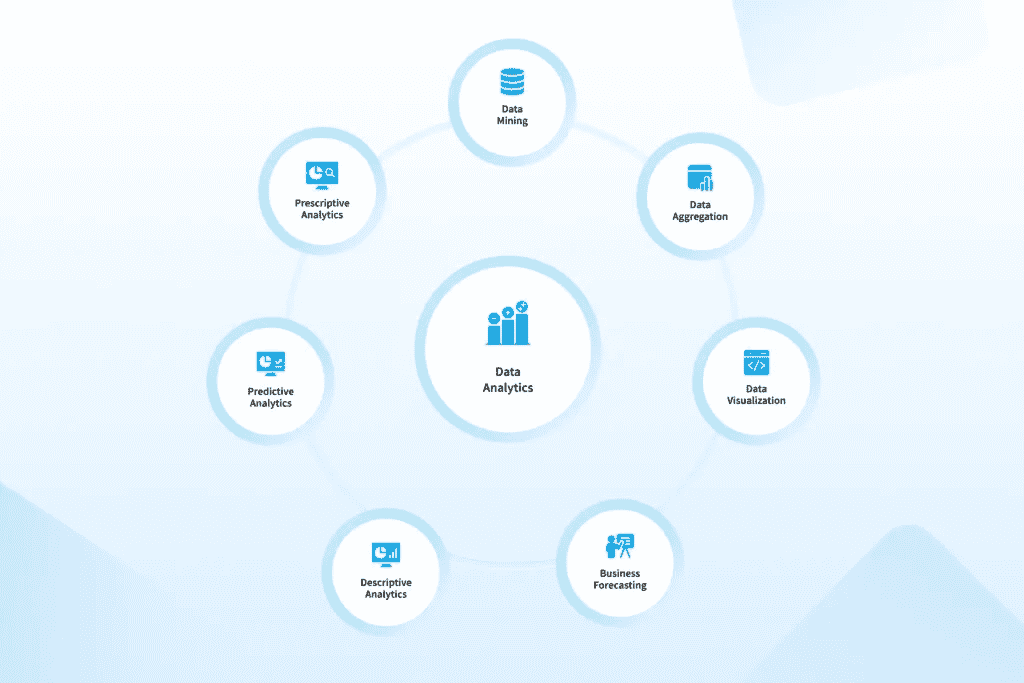 Data
Mining
Prescriptive
Analytics
Data
Aggregation
Data
Analytics
Predictive
Analytics
Data
Visualization
Descriptive
Analytics
Business
Forecasting